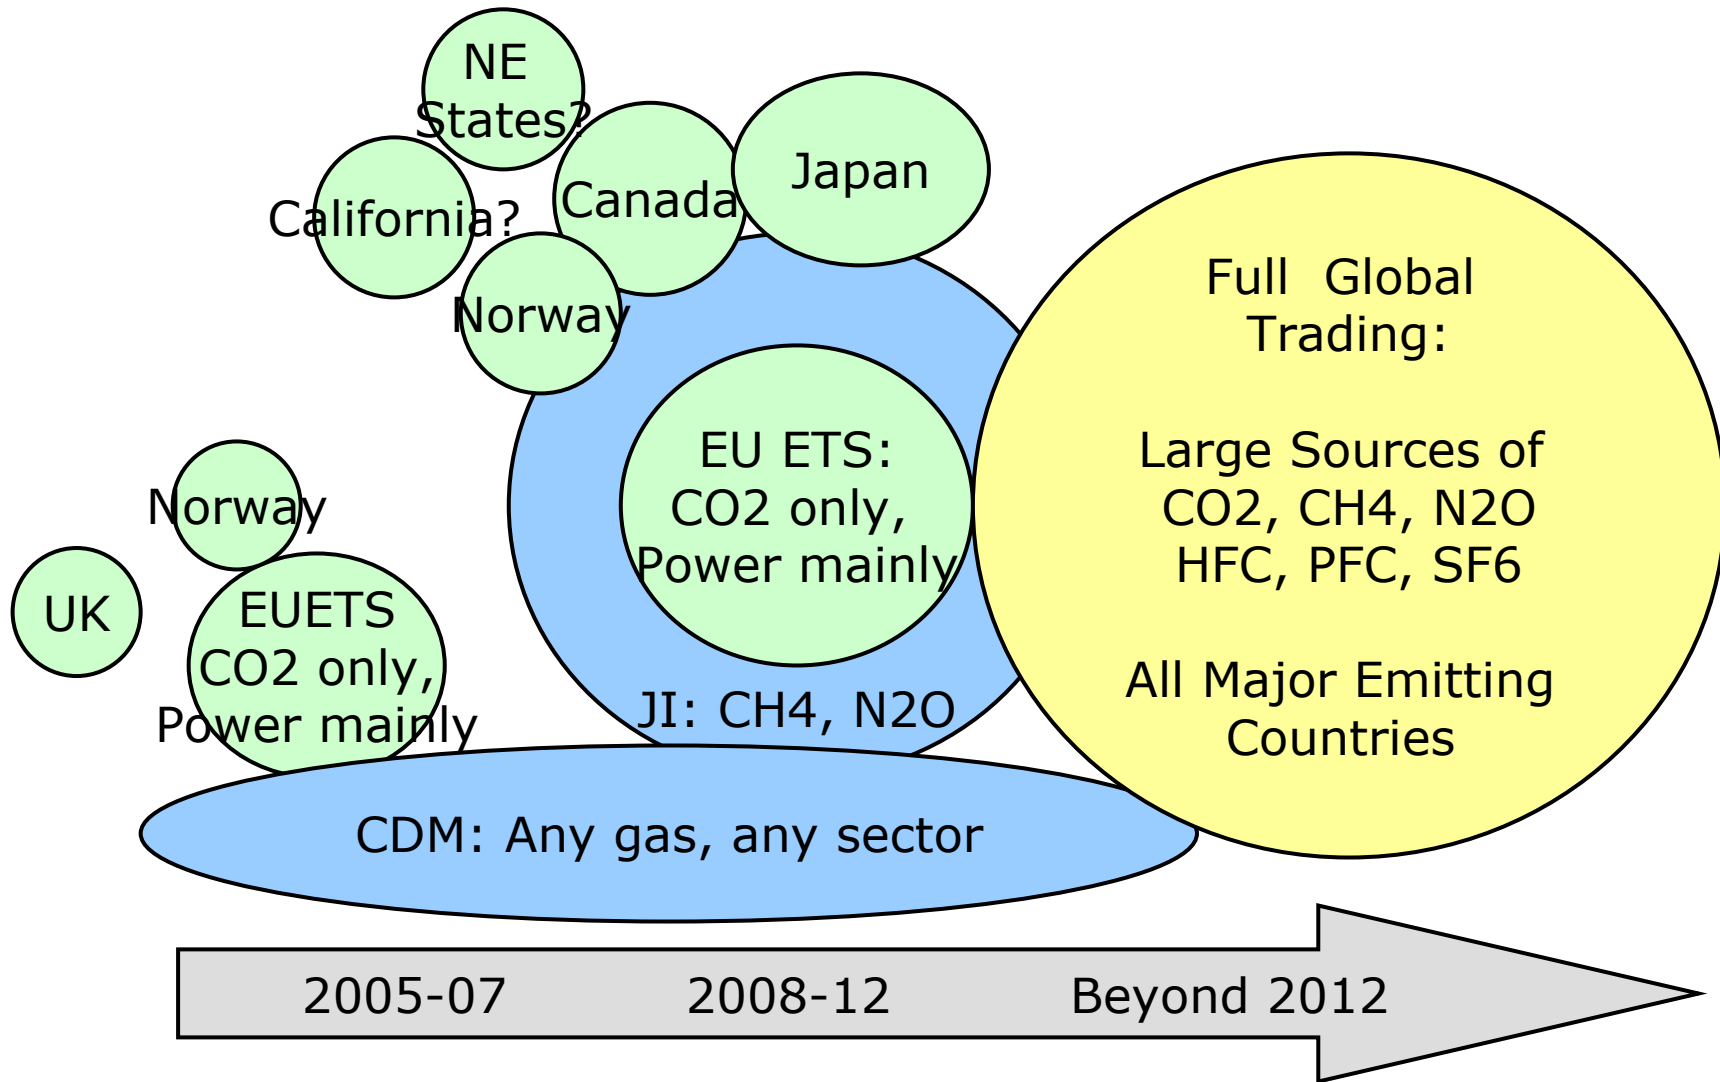 NE
States?
California?
Canada
Japan
Norway
Full Global
Trading:
Large Sources of
CO2, CH4, N2O
HFC, PFC, SF6
All Major Emitting
Countries
EU ETS:
CO2 only,
Power mainly
JI: CH4, N2O
Norway
UK
EUETS
CO2 only,
Power mainly
CDM: Any gas, any sector
2005-07
2008-12
Beyond 2012